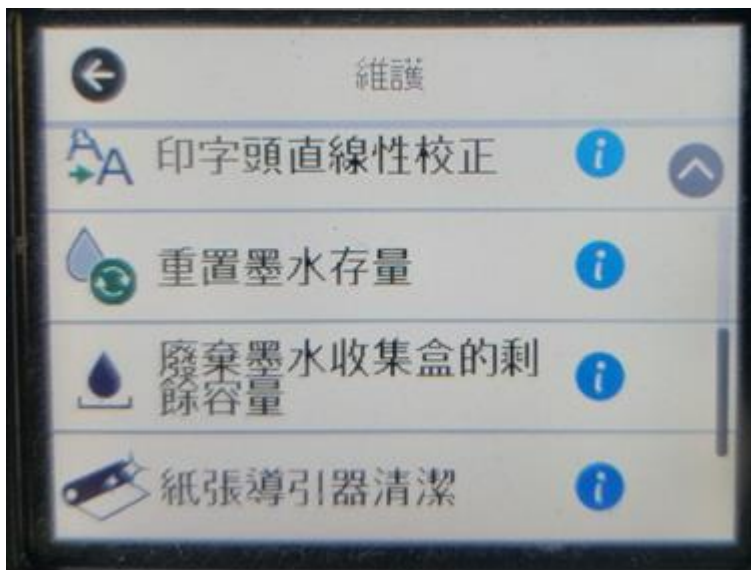 維護
印字頭直線性校正
重置墨水存量
廢棄墨水收集盒的剩
餘容量
紙張導引器清潔